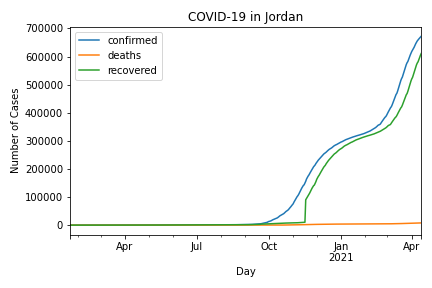 COVID-19 in Jordan
700000
600000
500000
400000
300000
200000
100000
0
Number of Cases
confirmed
deaths
recovered
Apr
Jul
Oct
Jan
2021
Apr
Day